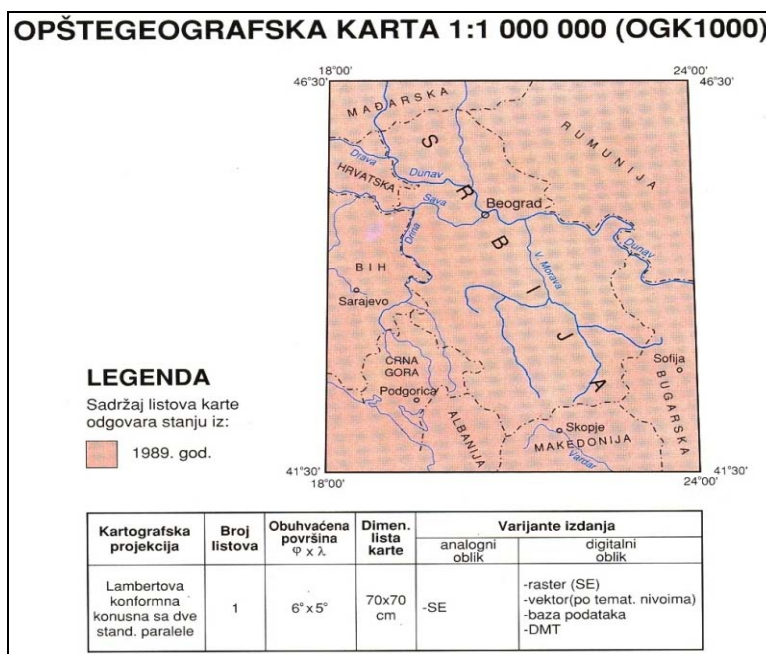 OPŠTEGEOGRAFSKA KARTA 1:1 000 000 (OGK1000)
18°00' 24°00'
46°30' 46°30'
MAĐARSKA
RUMUNIJA
SRBIJA
Drava
Dunav
HRVATSKA
Sava
Beograd
Drina
Dunav
V. Morava
BIH
Sarajevo
CRNA
GORA
Sofija
Podgorica
BUGARSKA
ALBANIJA
Skopje
MAKEDONIJA
Vardar
41°30' 41°30'
18°00' 24°00'
LEGENDA
Sadržaj listova karte
odgovara stanju iz:
1989. god.
Kartografska
projekcija
Broj
listova
Obuhvaćena
površina
φ x λ
Dimen.
lista
karte
Varijante izdanja
analogni
oblik
digitalni
oblik
Lambertova
konformna
konusna sa dve
stand. paralele
1
6°x5°
70x70
cm
-SE
-raster (SE)
-vektor(po temat. nivoima)
-baza podataka
-DMT